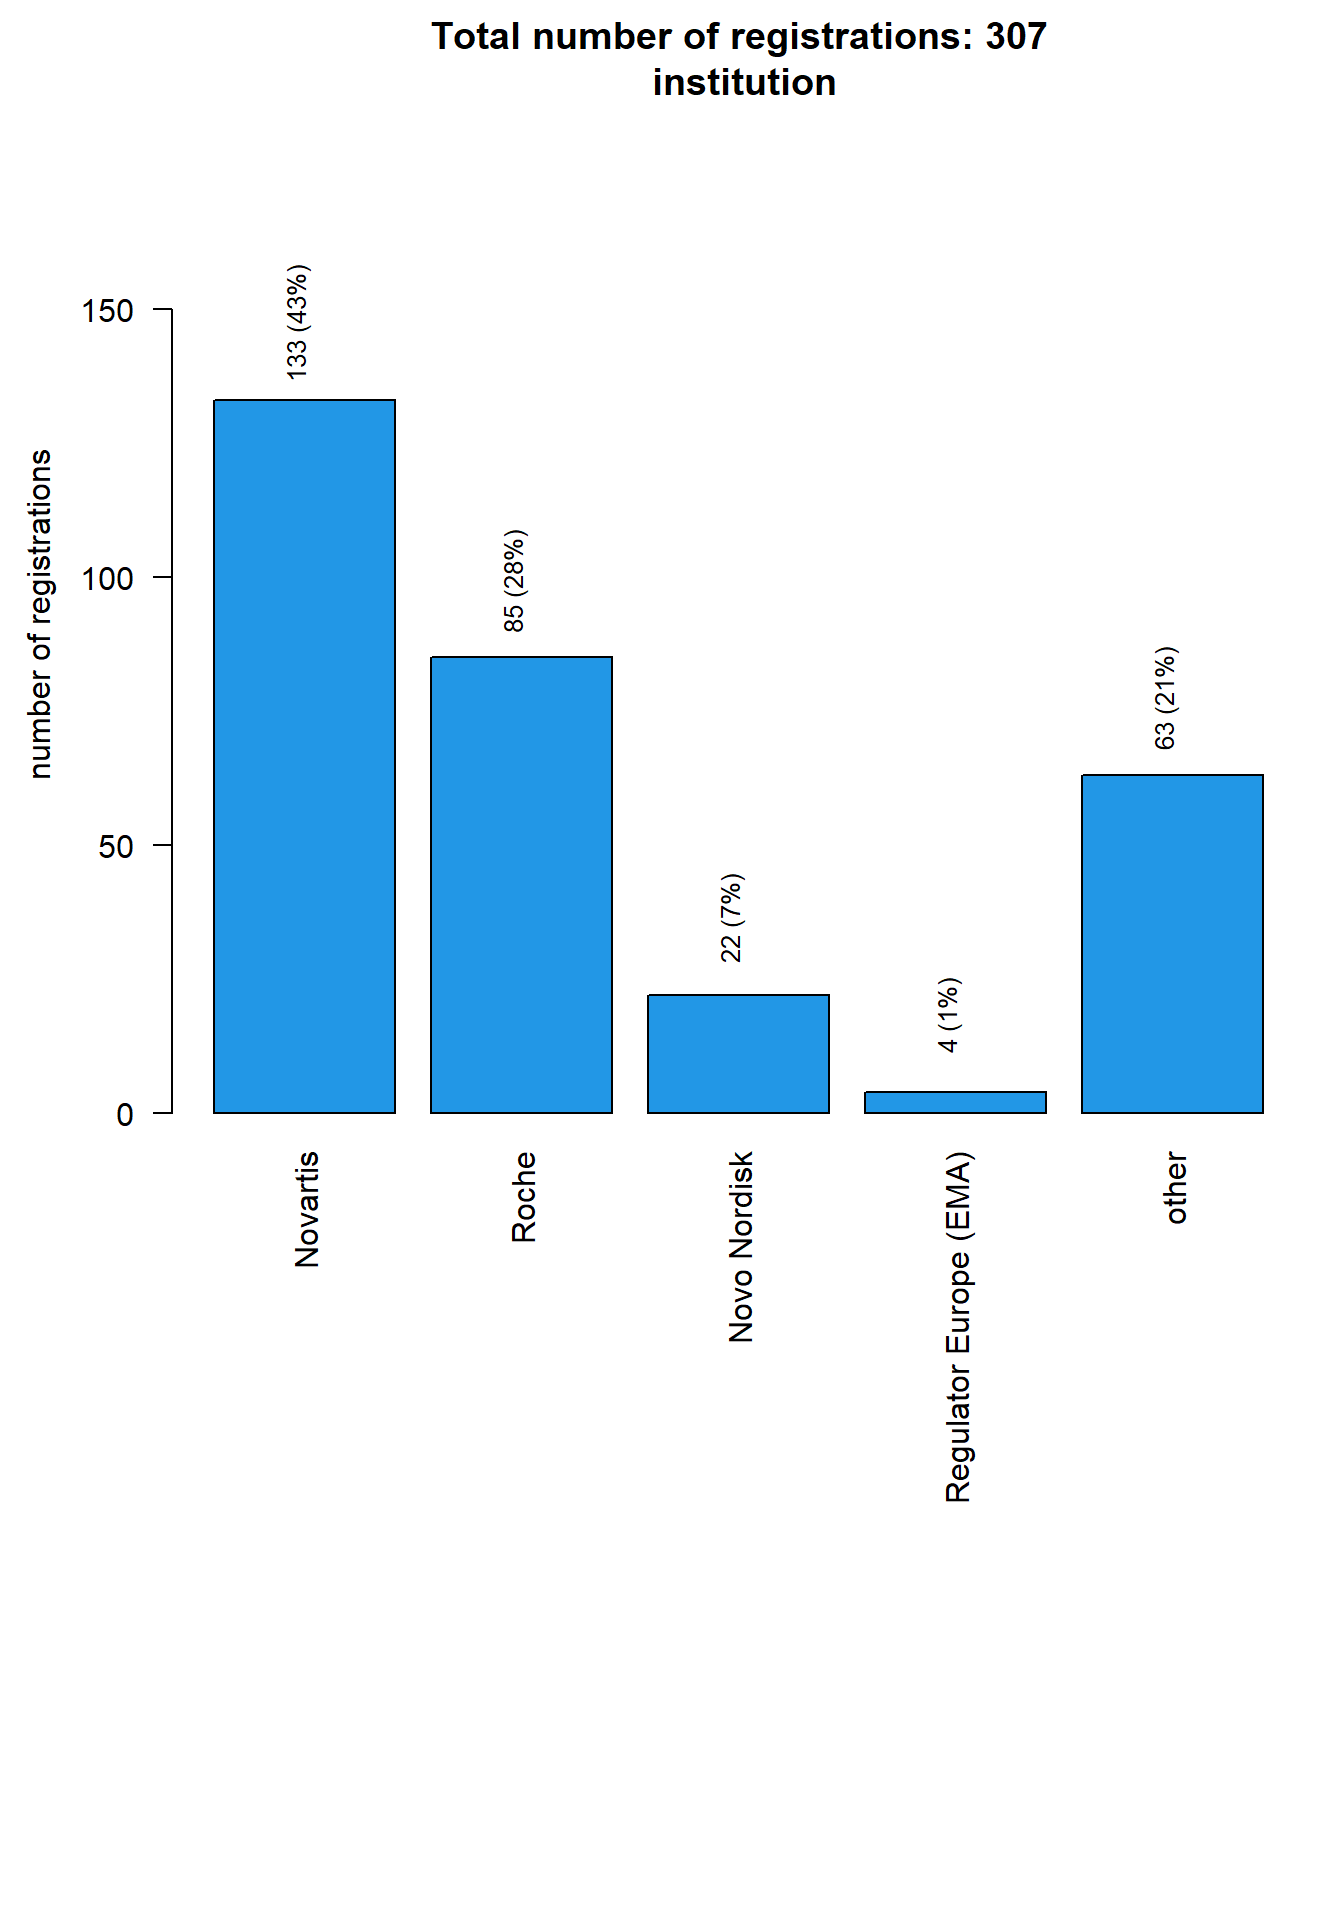 Total number of registrations: 307
institution
number of registrations
150
100
50
0
133 (43%)
85 (28%)
22 (7%)
4 (1%)
63 (21%)
Novartis
Roche
Novo Nordisk
Regulator Europe (EMA)
other